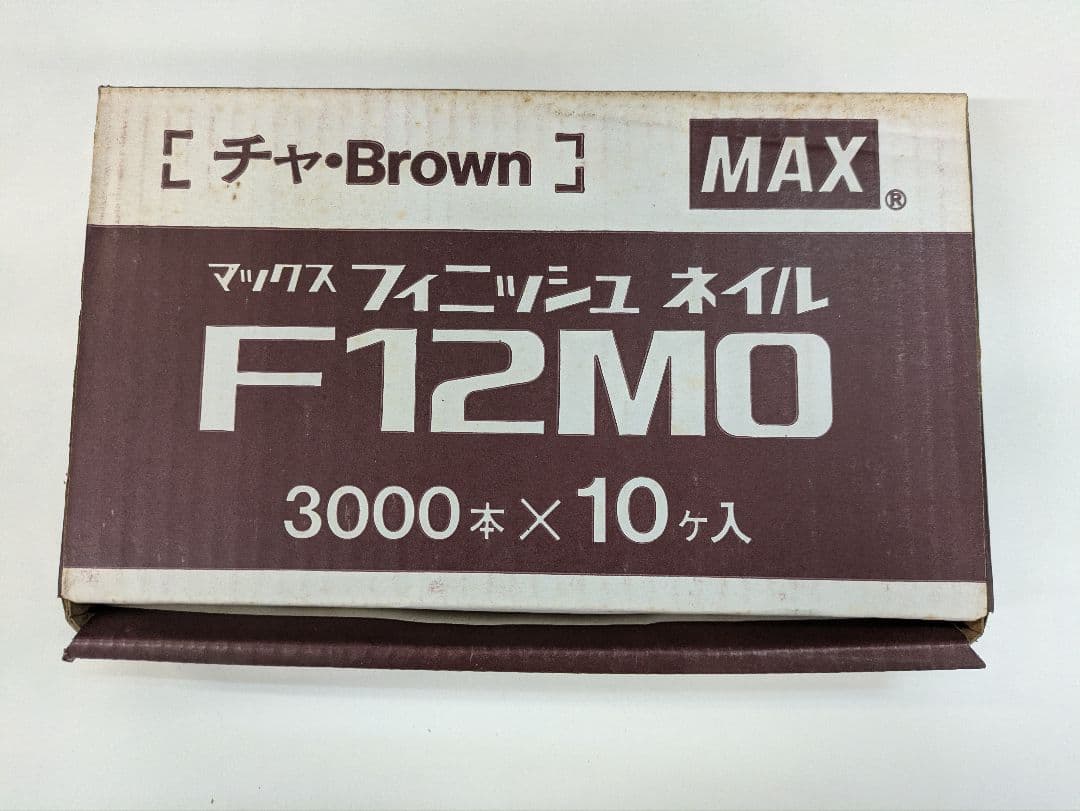 [ チャ・Brown ] MAX®
マックス フィニッシュ ネイル
F12MO
3000本×10ヶ入